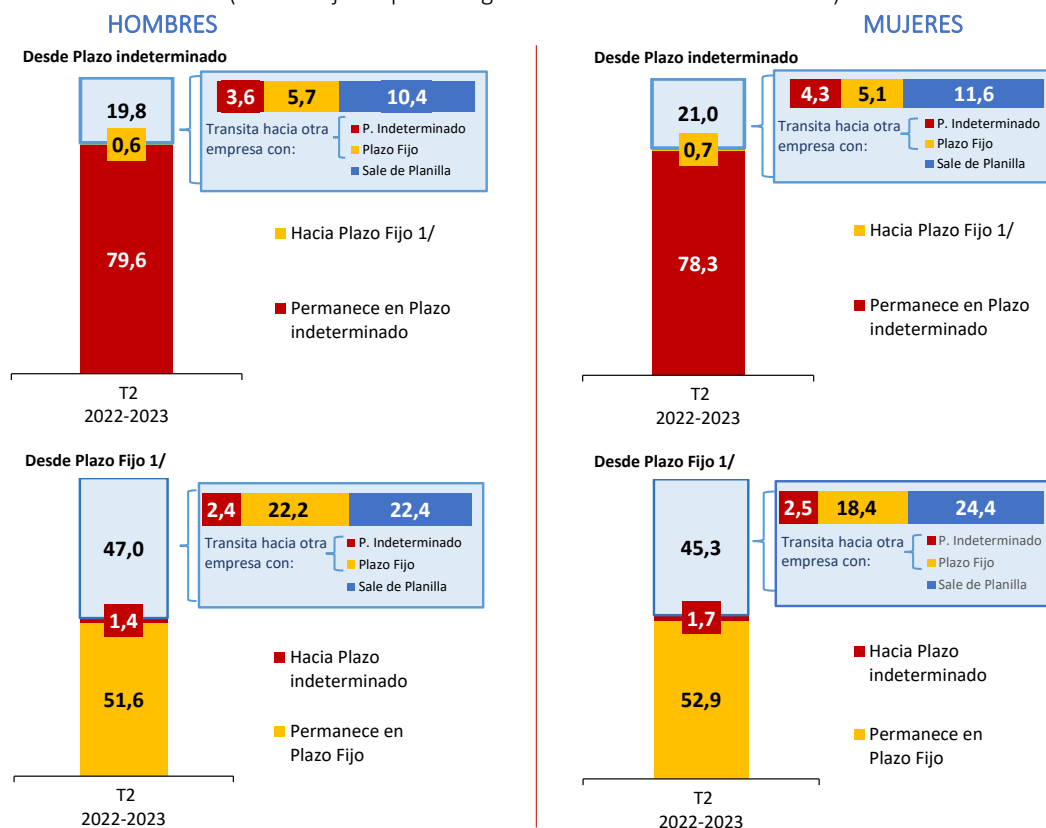 HOMBRES
Desde Plazo indeterminado
19,8
0,6
79,6
3,6 5,7 10,4
Transita hacia otra
empresa con:
P. Indeterminado
Plazo Fijo
Sale de Planilla
Hacia Plazo Fijo 1/
Permanece en Plazo
indeterminado
T2
2022-2023
Desde Plazo Fijo 1/
47,0
1,4
51,6
2,4 22,2 22,4
Transita hacia otra
empresa con:
P. Indeterminado
Plazo Fijo
Sale de Planilla
Hacia Plazo
indeterminado
Permanece en
Plazo Fijo
T2
2022-2023
MUJERES
Desde Plazo indeterminado
21,0
0,7
78,3
4,3 5,1 11,6
Transita hacia otra
empresa con:
P. Indeterminado
Plazo Fijo
Sale de Planilla
Hacia Plazo Fijo 1/
Permanece en Plazo
indeterminado
T2
2022-2023
Desde Plazo Fijo 1/
45,3
1,7
52,9
2,5 18,4 24,4
Transita hacia otra
empresa con:
P. Indeterminado
Plazo Fijo
Sale de Planilla
Hacia Plazo
indeterminado
Permanece en
Plazo Fijo
T2
2022-2023